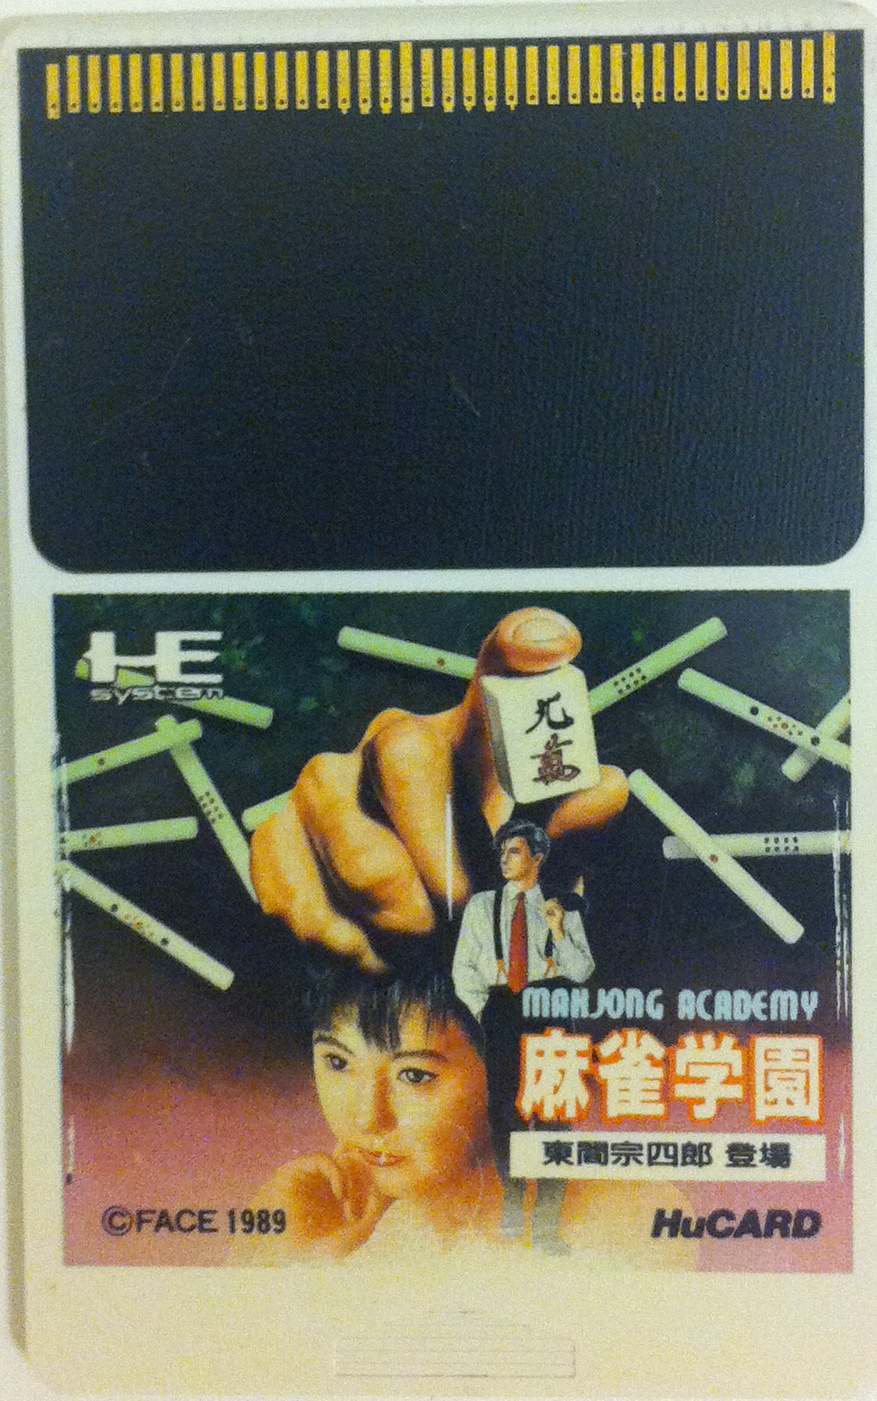 HE
system
九
萬
MAHJONG ACADEMY
麻雀学園
東間宗四郎 登場
©FACE 1989
HuCARD